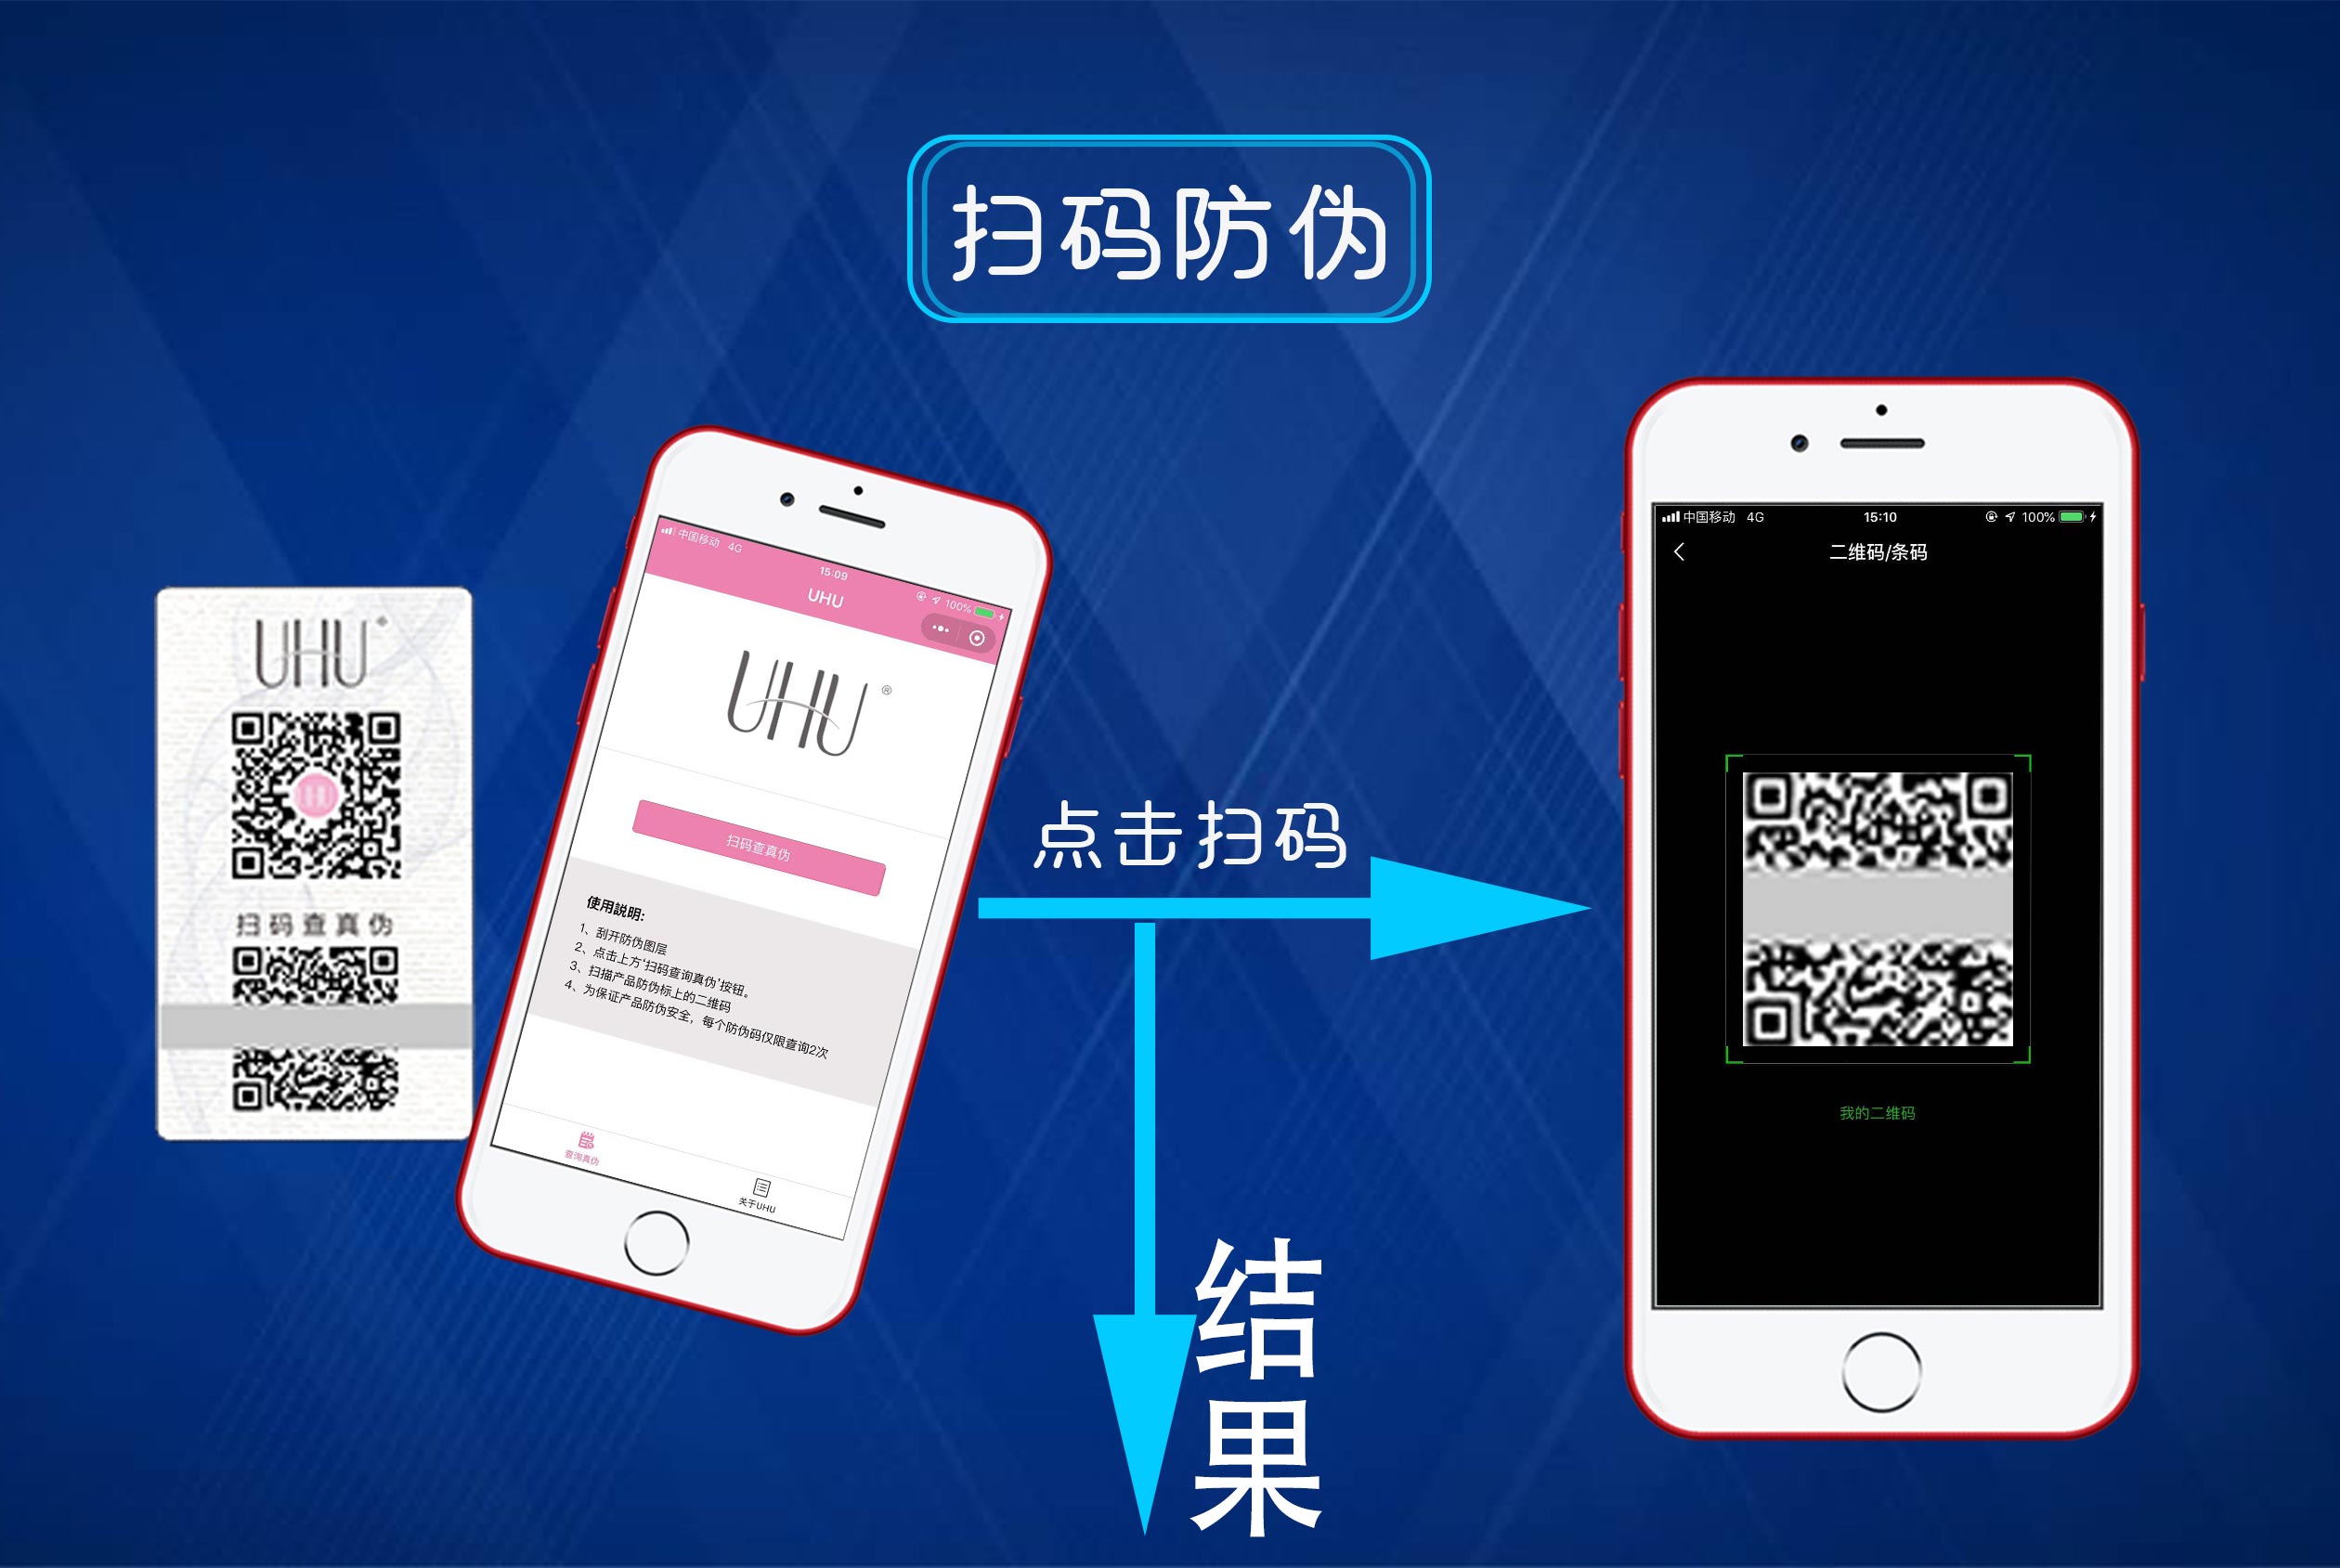 扫码防伪
UHU
扫码查真伪
中国移动 4G
15:09
100%
UHU
UHU®
扫码查真伪
使用説明:
1、刮开防伪图层
2、点击上方'扫码查询真伪'按钮。
3、扫描产品防伪标上的二维码
4、为保证产品防伪安全，每个防伪码仅限查询2次
查询真伪
关于UHU
点击扫码
结果
中国移动 4G 15:10 100%
二维码/条码
我的二维码